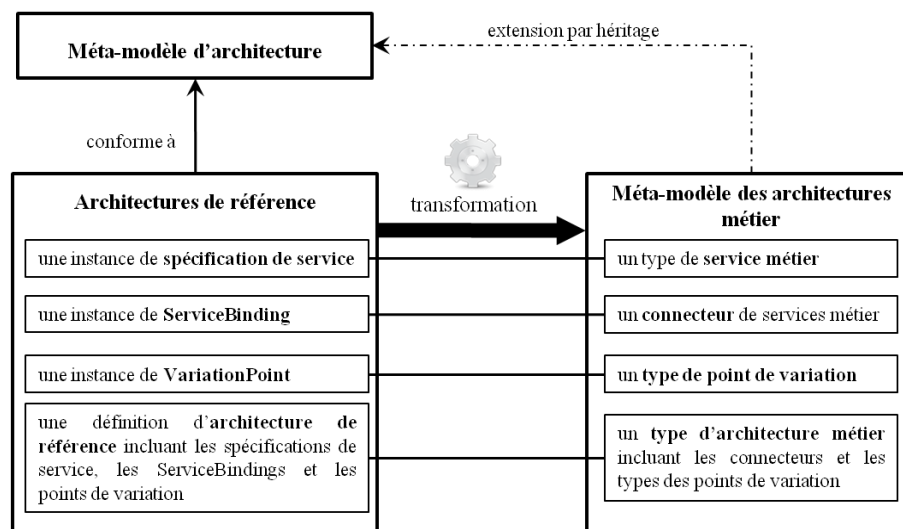 extension par héritage
Méta-modèle d'architecture
conforme à
transformation
Architectures de référence
une instance de spécification de service
une instance de ServiceBinding
une instance de VariationPoint
une définition d'architecture de
référence incluant les spécifications de
service, les ServiceBindings et les
points de variation
Méta-modèle des architectures
métier
un type de service métier
un connecteur de services métier
un type de point de variation
un type d'architecture métier
incluant les connecteurs et les
types des points de variation